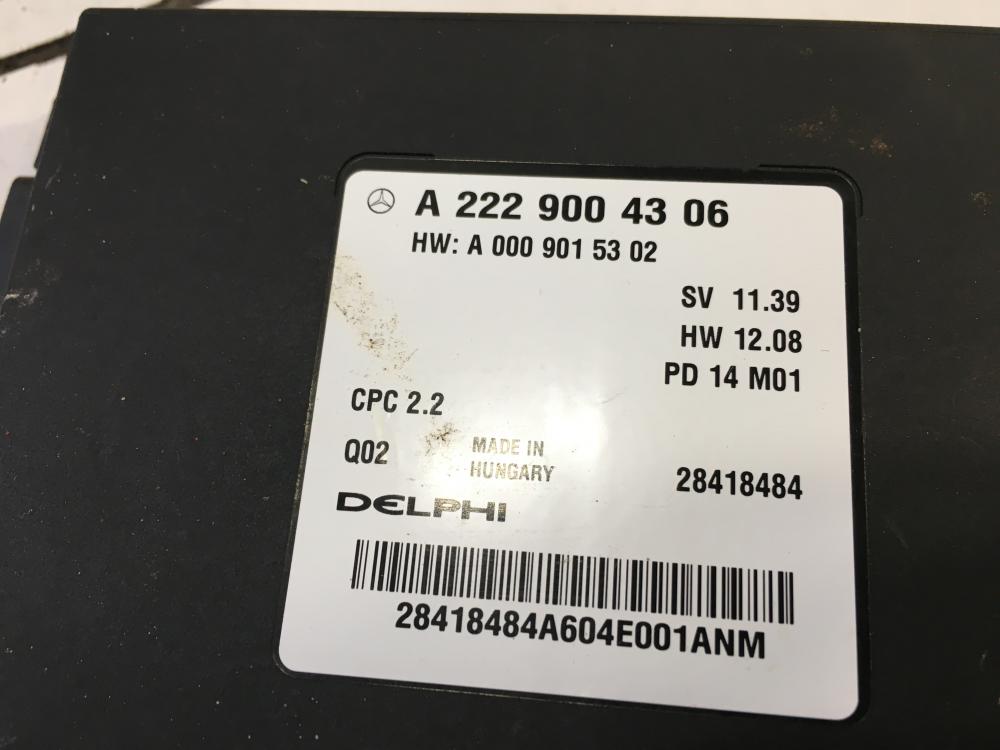 A 222 900 43 06
HW: A 000 901 53 02
SV 11.39
HW 12.08
PD 14 M01
CPC 2.2
Q02
MADE IN
HUNGARY
28418484
DELPHI
28418484A604E001ANM